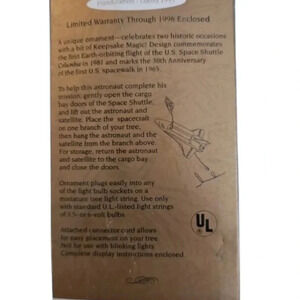 Handcrafted
Limited Warranty Through 1996 Enclosed
A unique ornament—celebrates two historic occasions
with a bit of Keepsake Magic! Design commemorates
the first Earth-orbiting flight of the U.S. Space Shuttle
Columbia in 1981 and marks the 30th Anniversary
of the first U.S. spacewalk in 1965.
To help this astronaut complete his
mission, gently open the cargo
bay doors of the Space Shuttle,
and lift out the astronaut and
satellite. Place the spacecraft
on one branch of your tree,
then hang the astronaut and the
satellite from the branch above.
For storage, return the astronaut
and satellite to the cargo bay
and close the doors.
Ornament plugs easily into any
of the light bulb sockets on a
miniature tree light string. Use only
with standard U.L.-listed light strings
of 3.5- or 6-volt bulbs.
UL
Attached connector cord allows
for easy placement on your tree.
Not for use with blinking lights.
Complete display instructions enclosed.